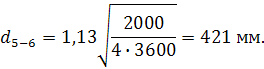 d₅₋₆ = 1,13√(2000 / (4 · 3600)) = 421 мм.